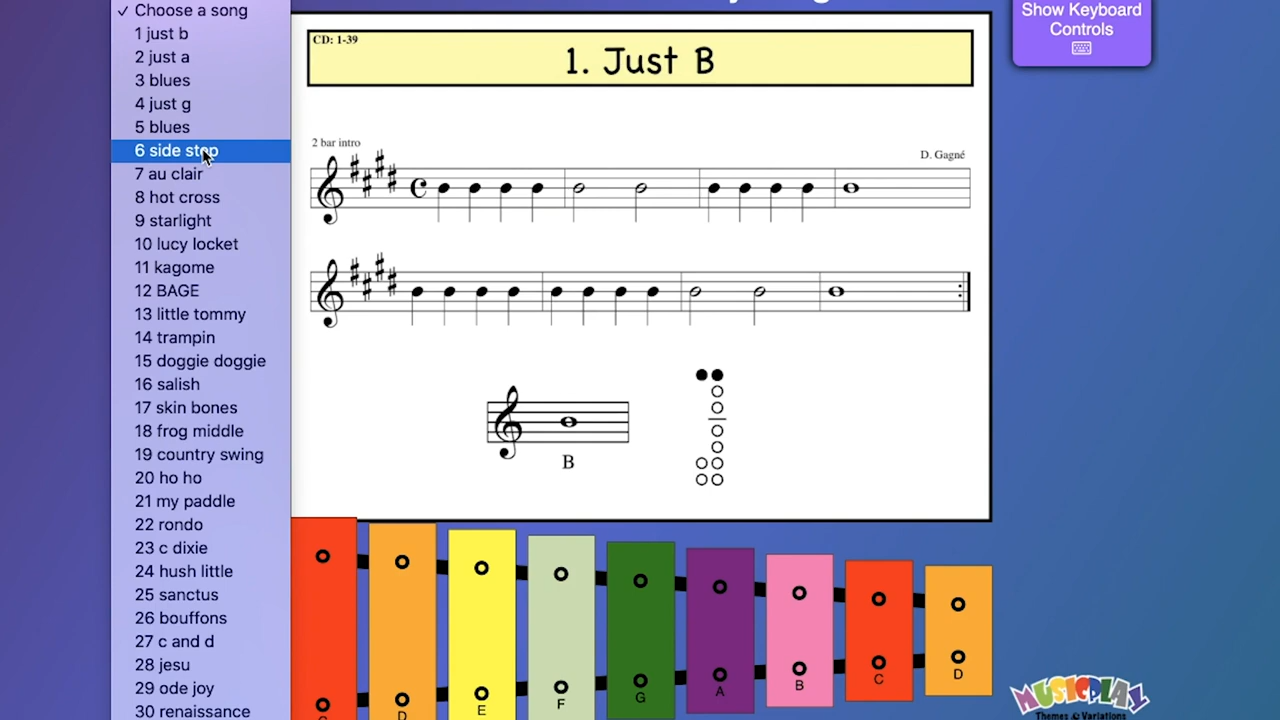 ✓ Choose a song
1 just b
2 just a
3 blues
4 just g
5 blues
6 side step
7 au clair
8 hot cross
9 starlight
10 lucy locket
11 kagome
12 BAGE
13 little tommy
14 trampin
15 doggie doggie
16 salish
17 skin bones
18 frog middle
19 country swing
20 ho ho
21 my paddle
22 rondo
23 c dixie
24 hush little
25 sanctus
26 bouffons
27 c and d
28 jesu
29 ode joy
30 renaissance
CD: 1-39
1. Just B
2 bar intro
D. Gagné
B
C
D
E
F
G
A
B
C
D
Show Keyboard
Controls
MUSICPLAY
Themes & Variations